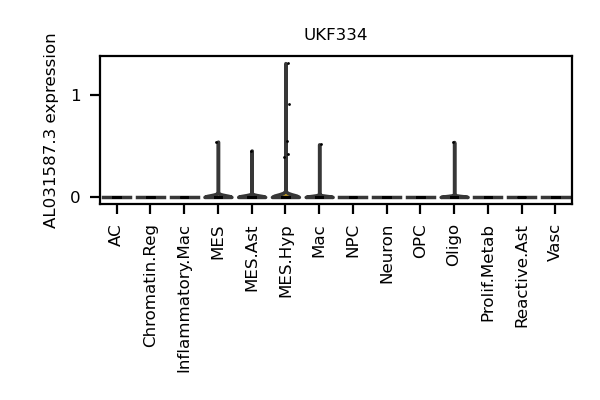 UKF334
AL031587.3 expression
1
0
AC
Chromatin.Reg
Inflammatory.Mac
MES
MES.Ast
MES.Hyp
Mac
NPC
Neuron
OPC
Oligo
Prolif.Metab
Reactive.Ast
Vasc